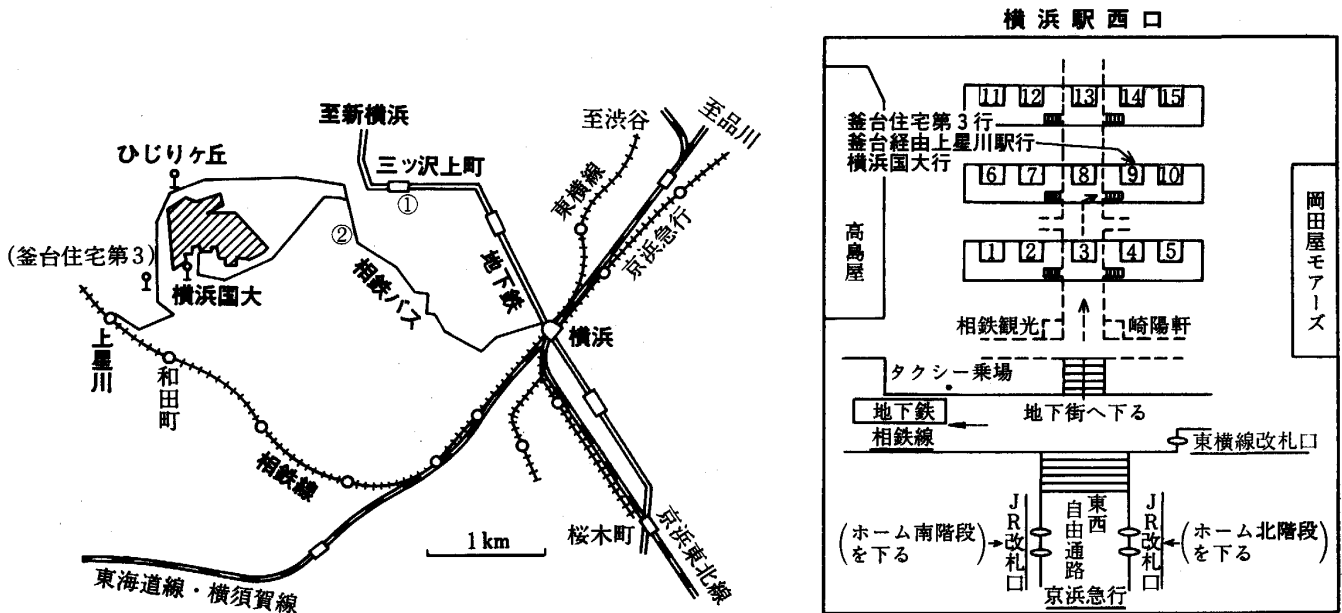 至新横浜
至渋谷
至品川
ひじりヶ丘
三ッ沢上町
①
東横線
京浜急行
②
(釜台住宅第3)
横浜国大
相鉄バス
地下鉄
横浜
上星川
和田町
相鉄線
1km
桜木町
京浜東北線
東海道線・横須賀線
横浜駅西口
11 12 13 14 15
釜台住宅第3行
釜台経由上星川駅行
横浜国大行
6 7 8 9 10
高島屋
岡田屋モアーズ
1 2 3 4 5
相鉄観光
崎陽軒
タクシー乗場
地下鉄
地下街へ下る
相鉄線
東横線改札口
(ホーム南階段
を下る)
JR改札口
東西
自由通路
JR改札口
(ホーム北階段
を下る)
京浜急行